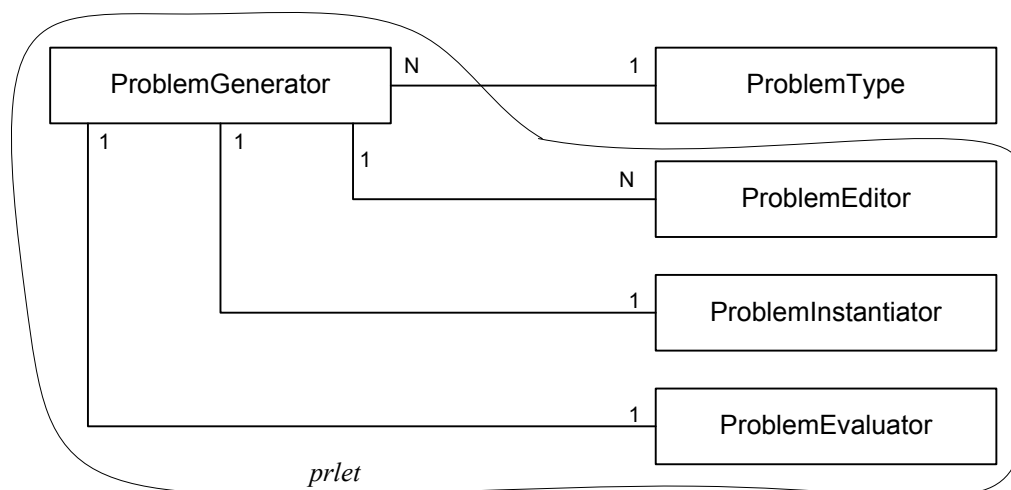 ProblemGenerator
N
1
ProblemType
1
1
1
N
ProblemEditor
1
ProblemInstantiator
1
ProblemEvaluator
prlet